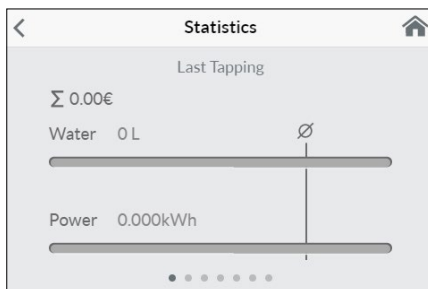 Statistics
Last Tapping
Σ 0.00€
Water 0 L Ø
Power 0.000kWh